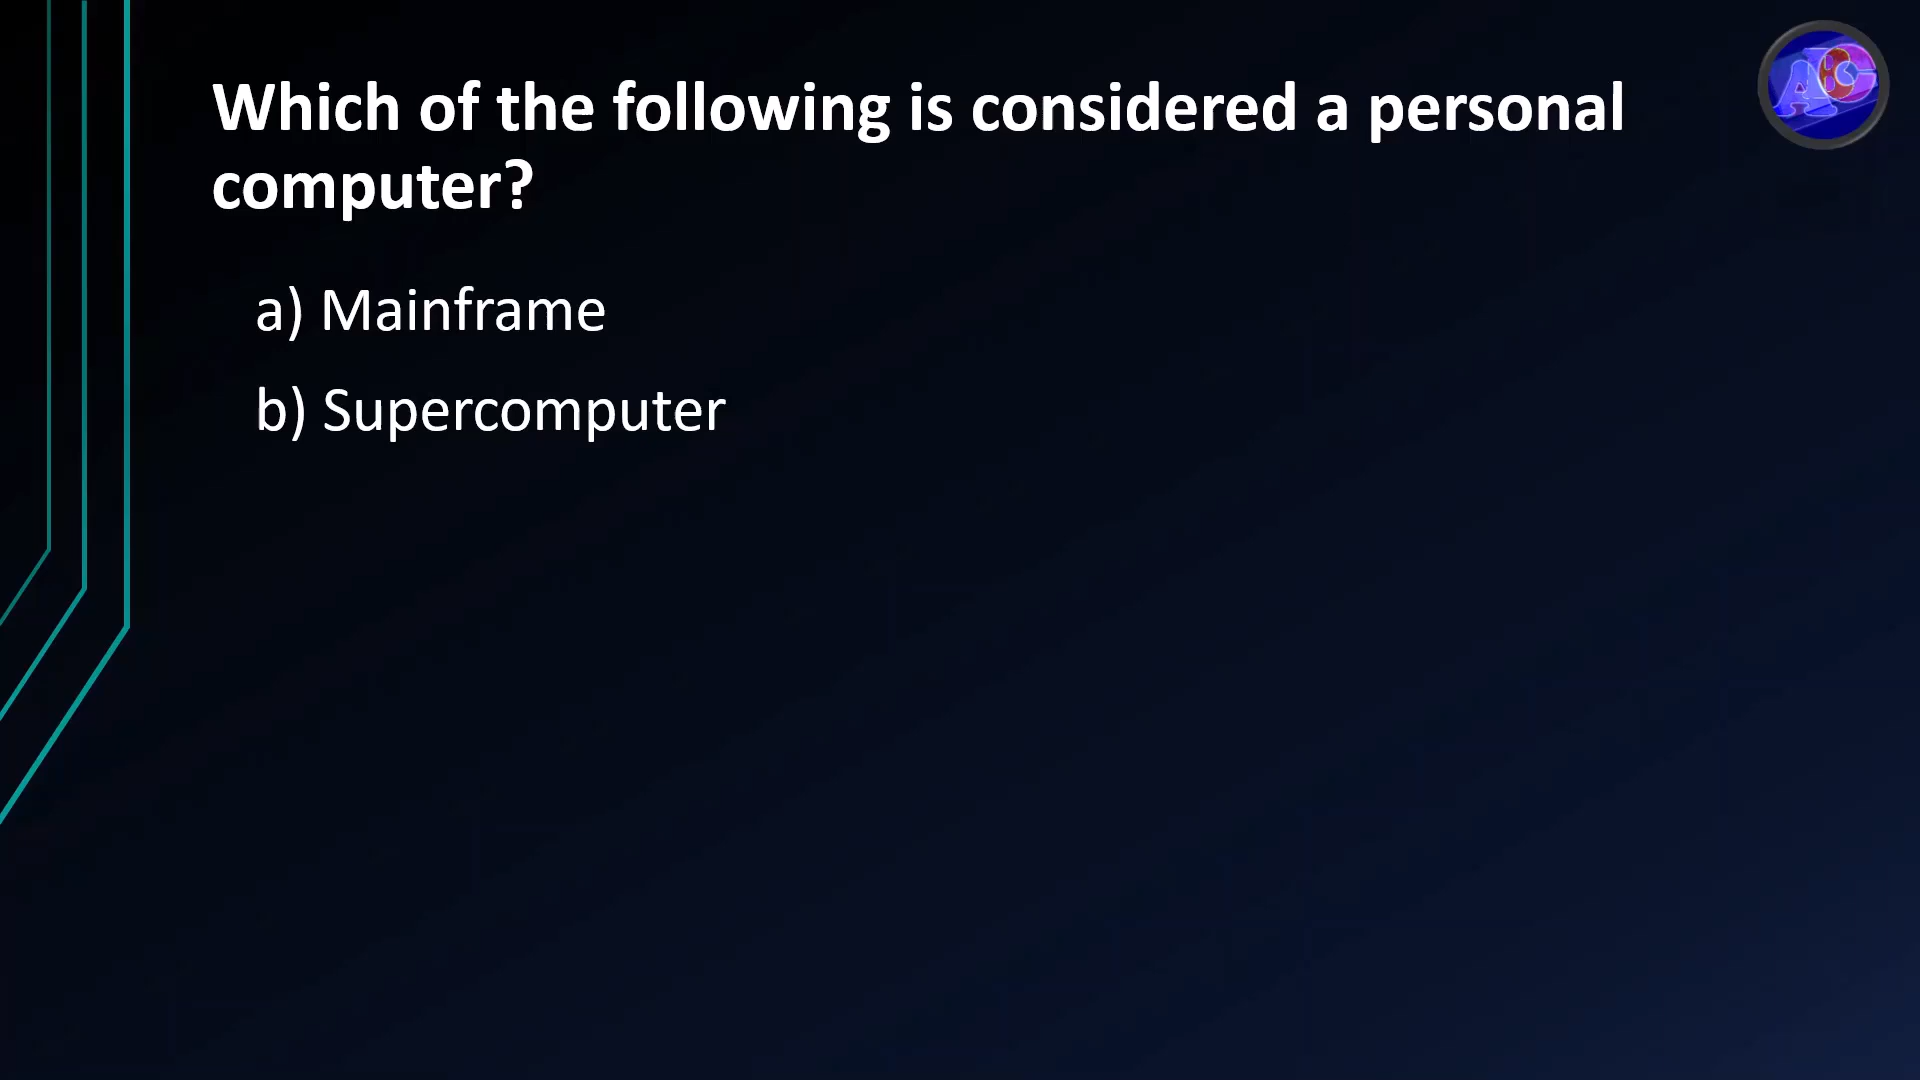 Which of the following is considered a personal
computer?
a) Mainframe
b) Supercomputer